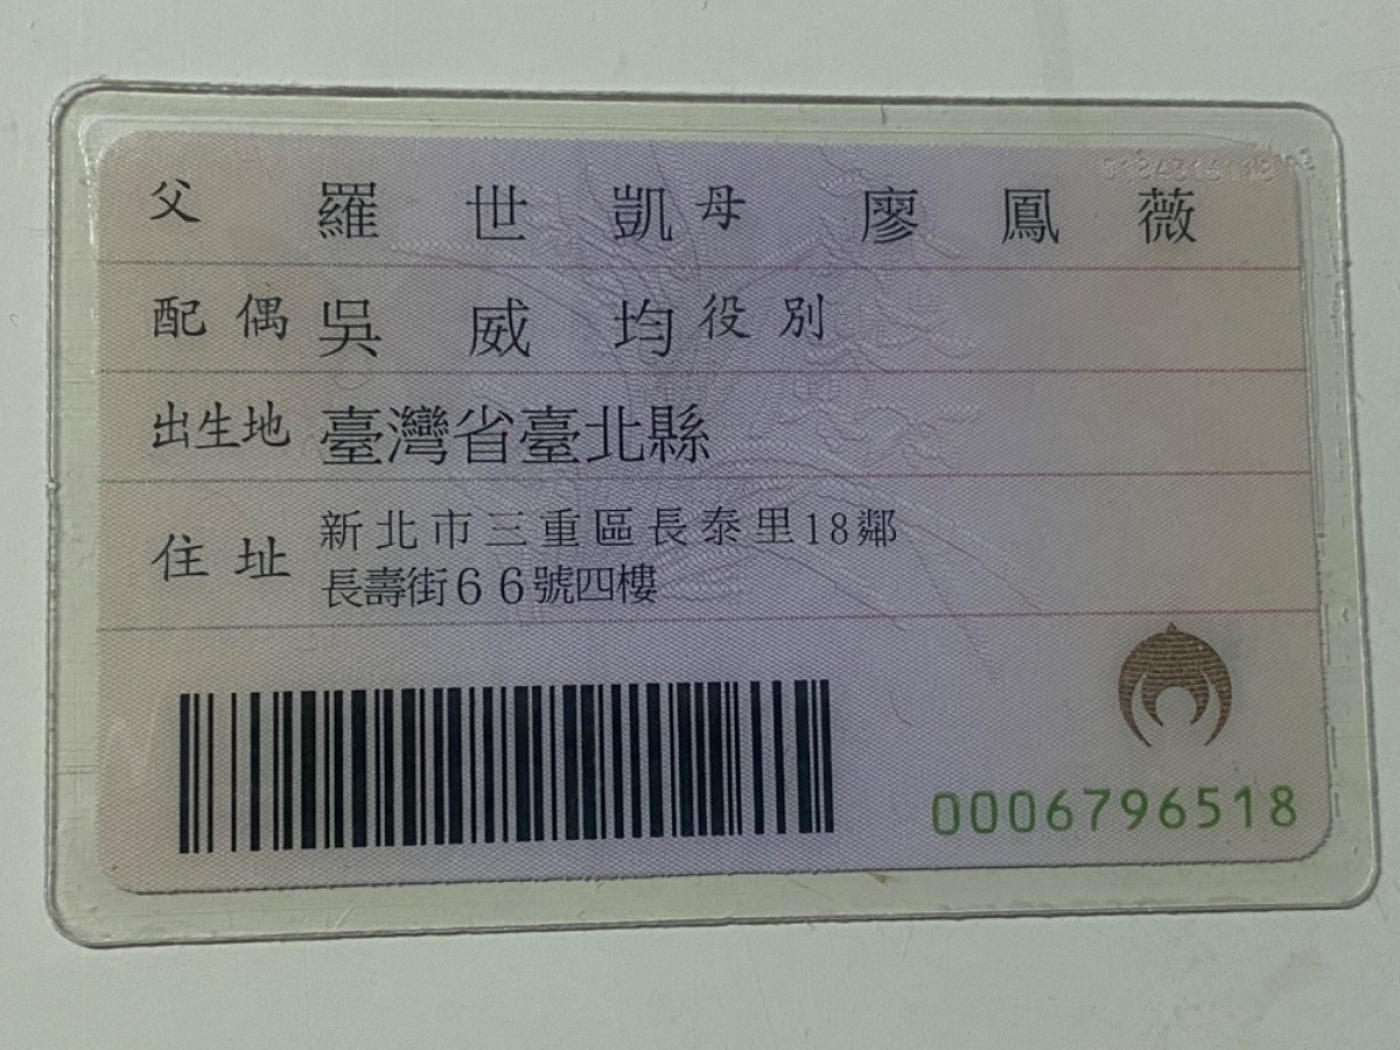 父 羅世凱 母 廖鳳薇
配偶 吳威均 役別
出生地 臺灣省臺北縣
住址 新北市三重區長泰里18鄰
長壽街66號四樓
0006796518